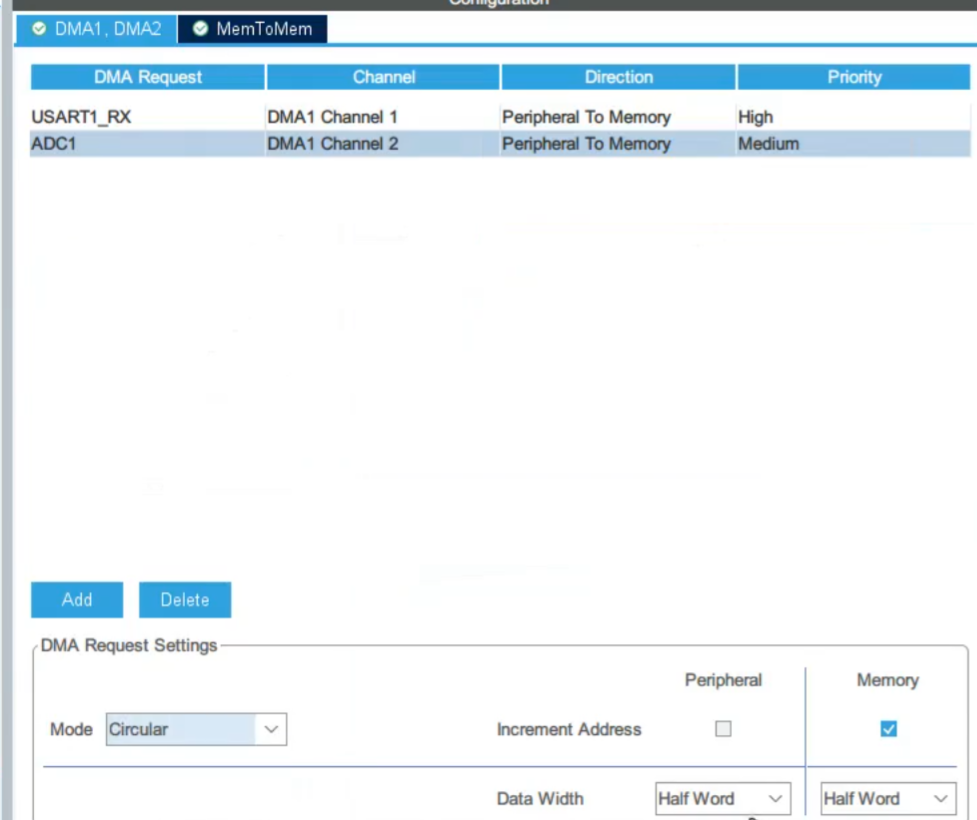 Configuration
DMA1, DMA2 MemToMem
DMA Request Channel Direction Priority
USART1_RX DMA1 Channel 1 Peripheral To Memory High
ADC1 DMA1 Channel 2 Peripheral To Memory Medium
Add Delete
DMA Request Settings
Peripheral Memory
Mode Circular Increment Address
Data Width Half Word Half Word